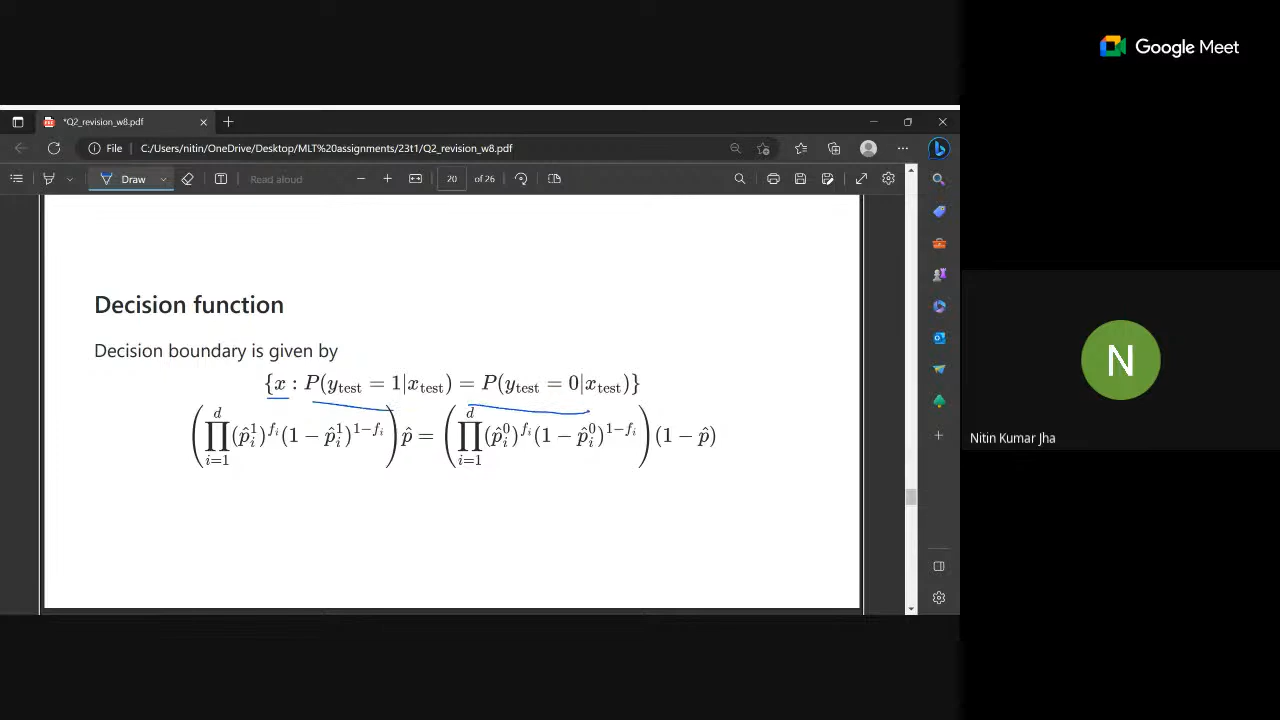 Google Meet
*Q2_revision_w8.pdf
File C:/Users/nitin/OneDrive/Desktop/MLT%20assignments/23t1/Q2_revision_w8.pdf
Draw Read aloud 20 of 26
Decision function
Decision boundary is given by
{x : P(y_test = 1|x_test) = P(y_test = 0|x_test)}
(∏_{i=1}^{d} (p̂_i^1)^{f_i} (1 − p̂_i^1)^{1−f_i}) p̂ = (∏_{i=1}^{d} (p̂_i^0)^{f_i} (1 − p̂_i^0)^{1−f_i}) (1 − p̂)
N
Nitin Kumar Jha